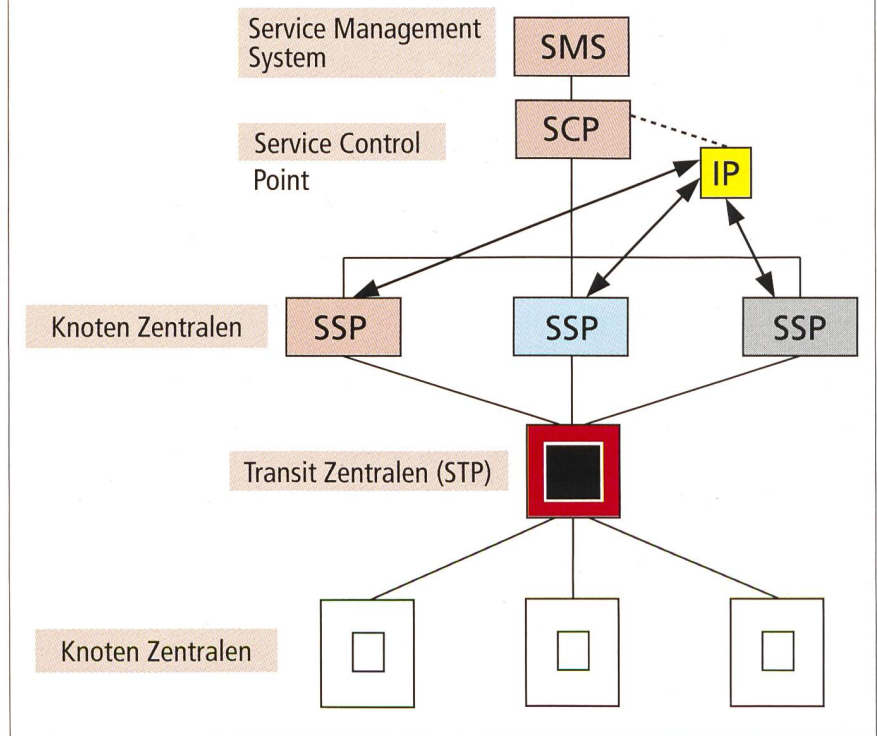 Service Management
System
SMS
SCP
Service Control
Point
IP
Knoten Zentralen
SSP
SSP
SSP
Transit Zentralen (STP)
Knoten Zentralen